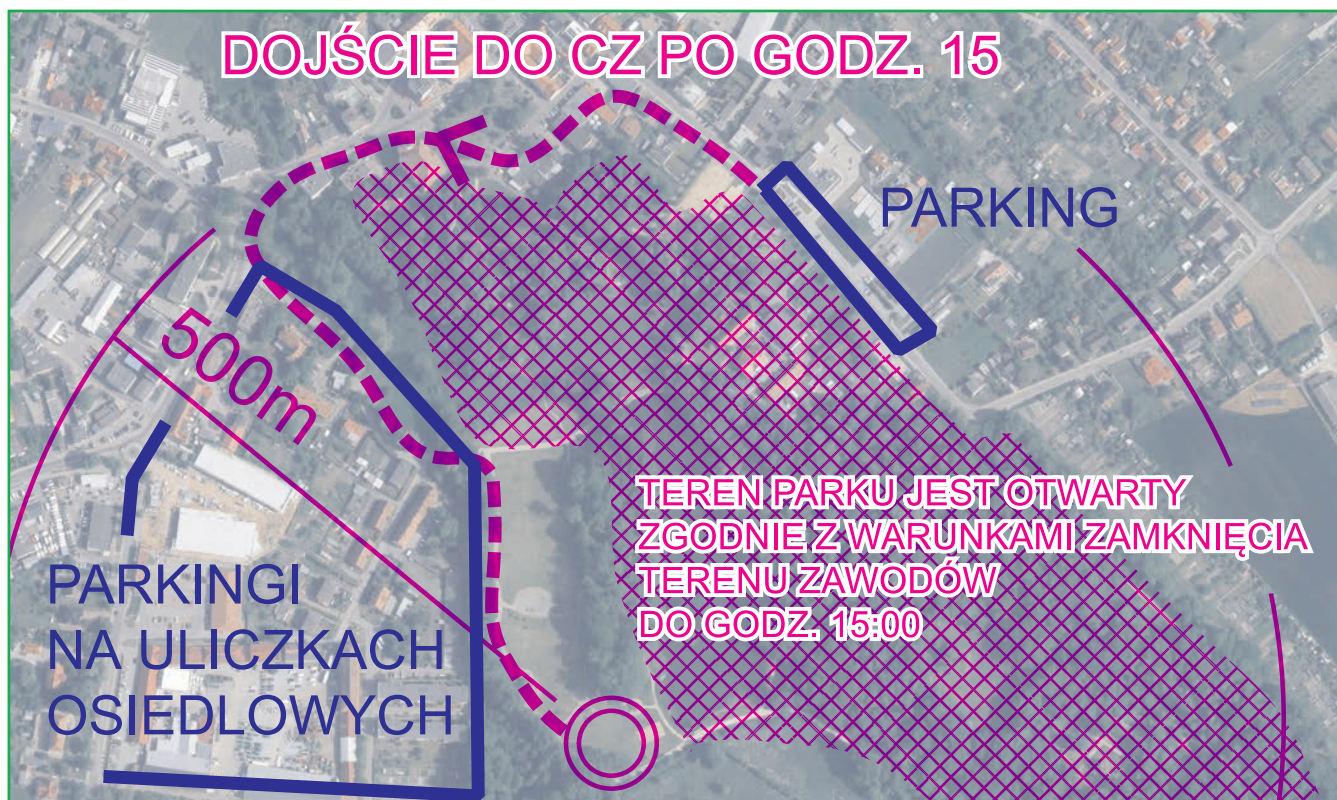 DOJŚCIE DO CZ PO GODZ. 15
PARKING
500m
TEREN PARKU JEST OTWARTY
ZGODNIE Z WARUNKAMI ZAMKNIĘCIA
TERENU ZAWODÓW
DO GODZ. 15:00
PARKINGI
NA ULICZKACH
OSIEDLOWYCH